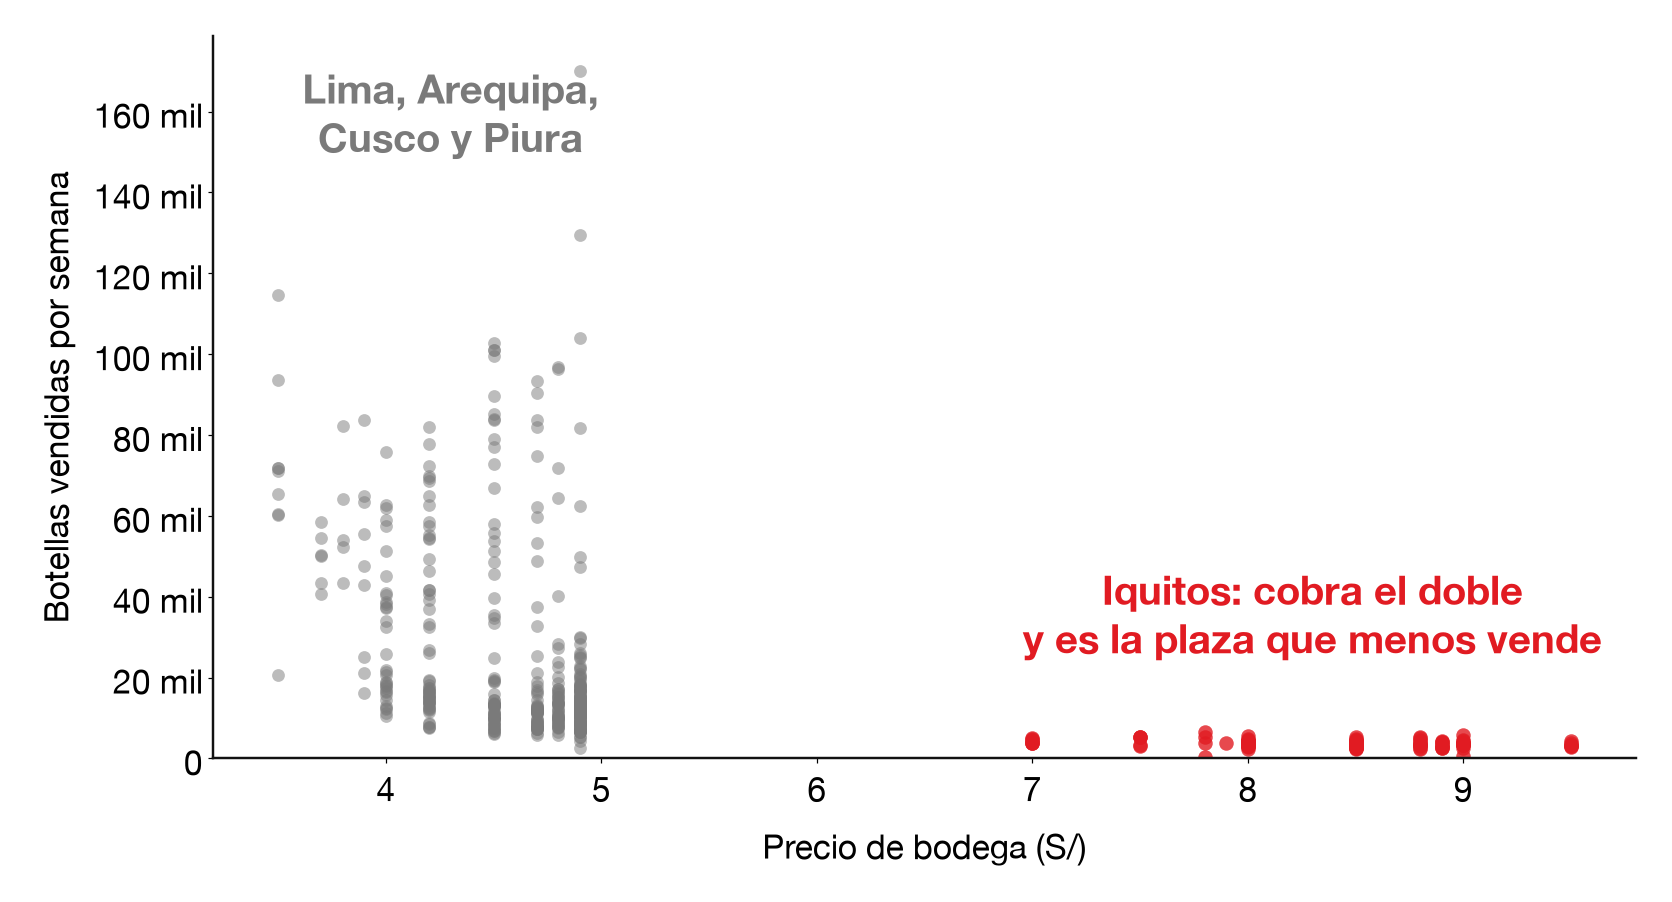 Lima, Arequipa,
Cusco y Piura
160 mil
140 mil
120 mil
100 mil
80 mil
60 mil
40 mil
20 mil
0
Botellas vendidas por semana
Iquitos: cobra el doble
y es la plaza que menos vende
4 5 6 7 8 9
Precio de bodega (S/)